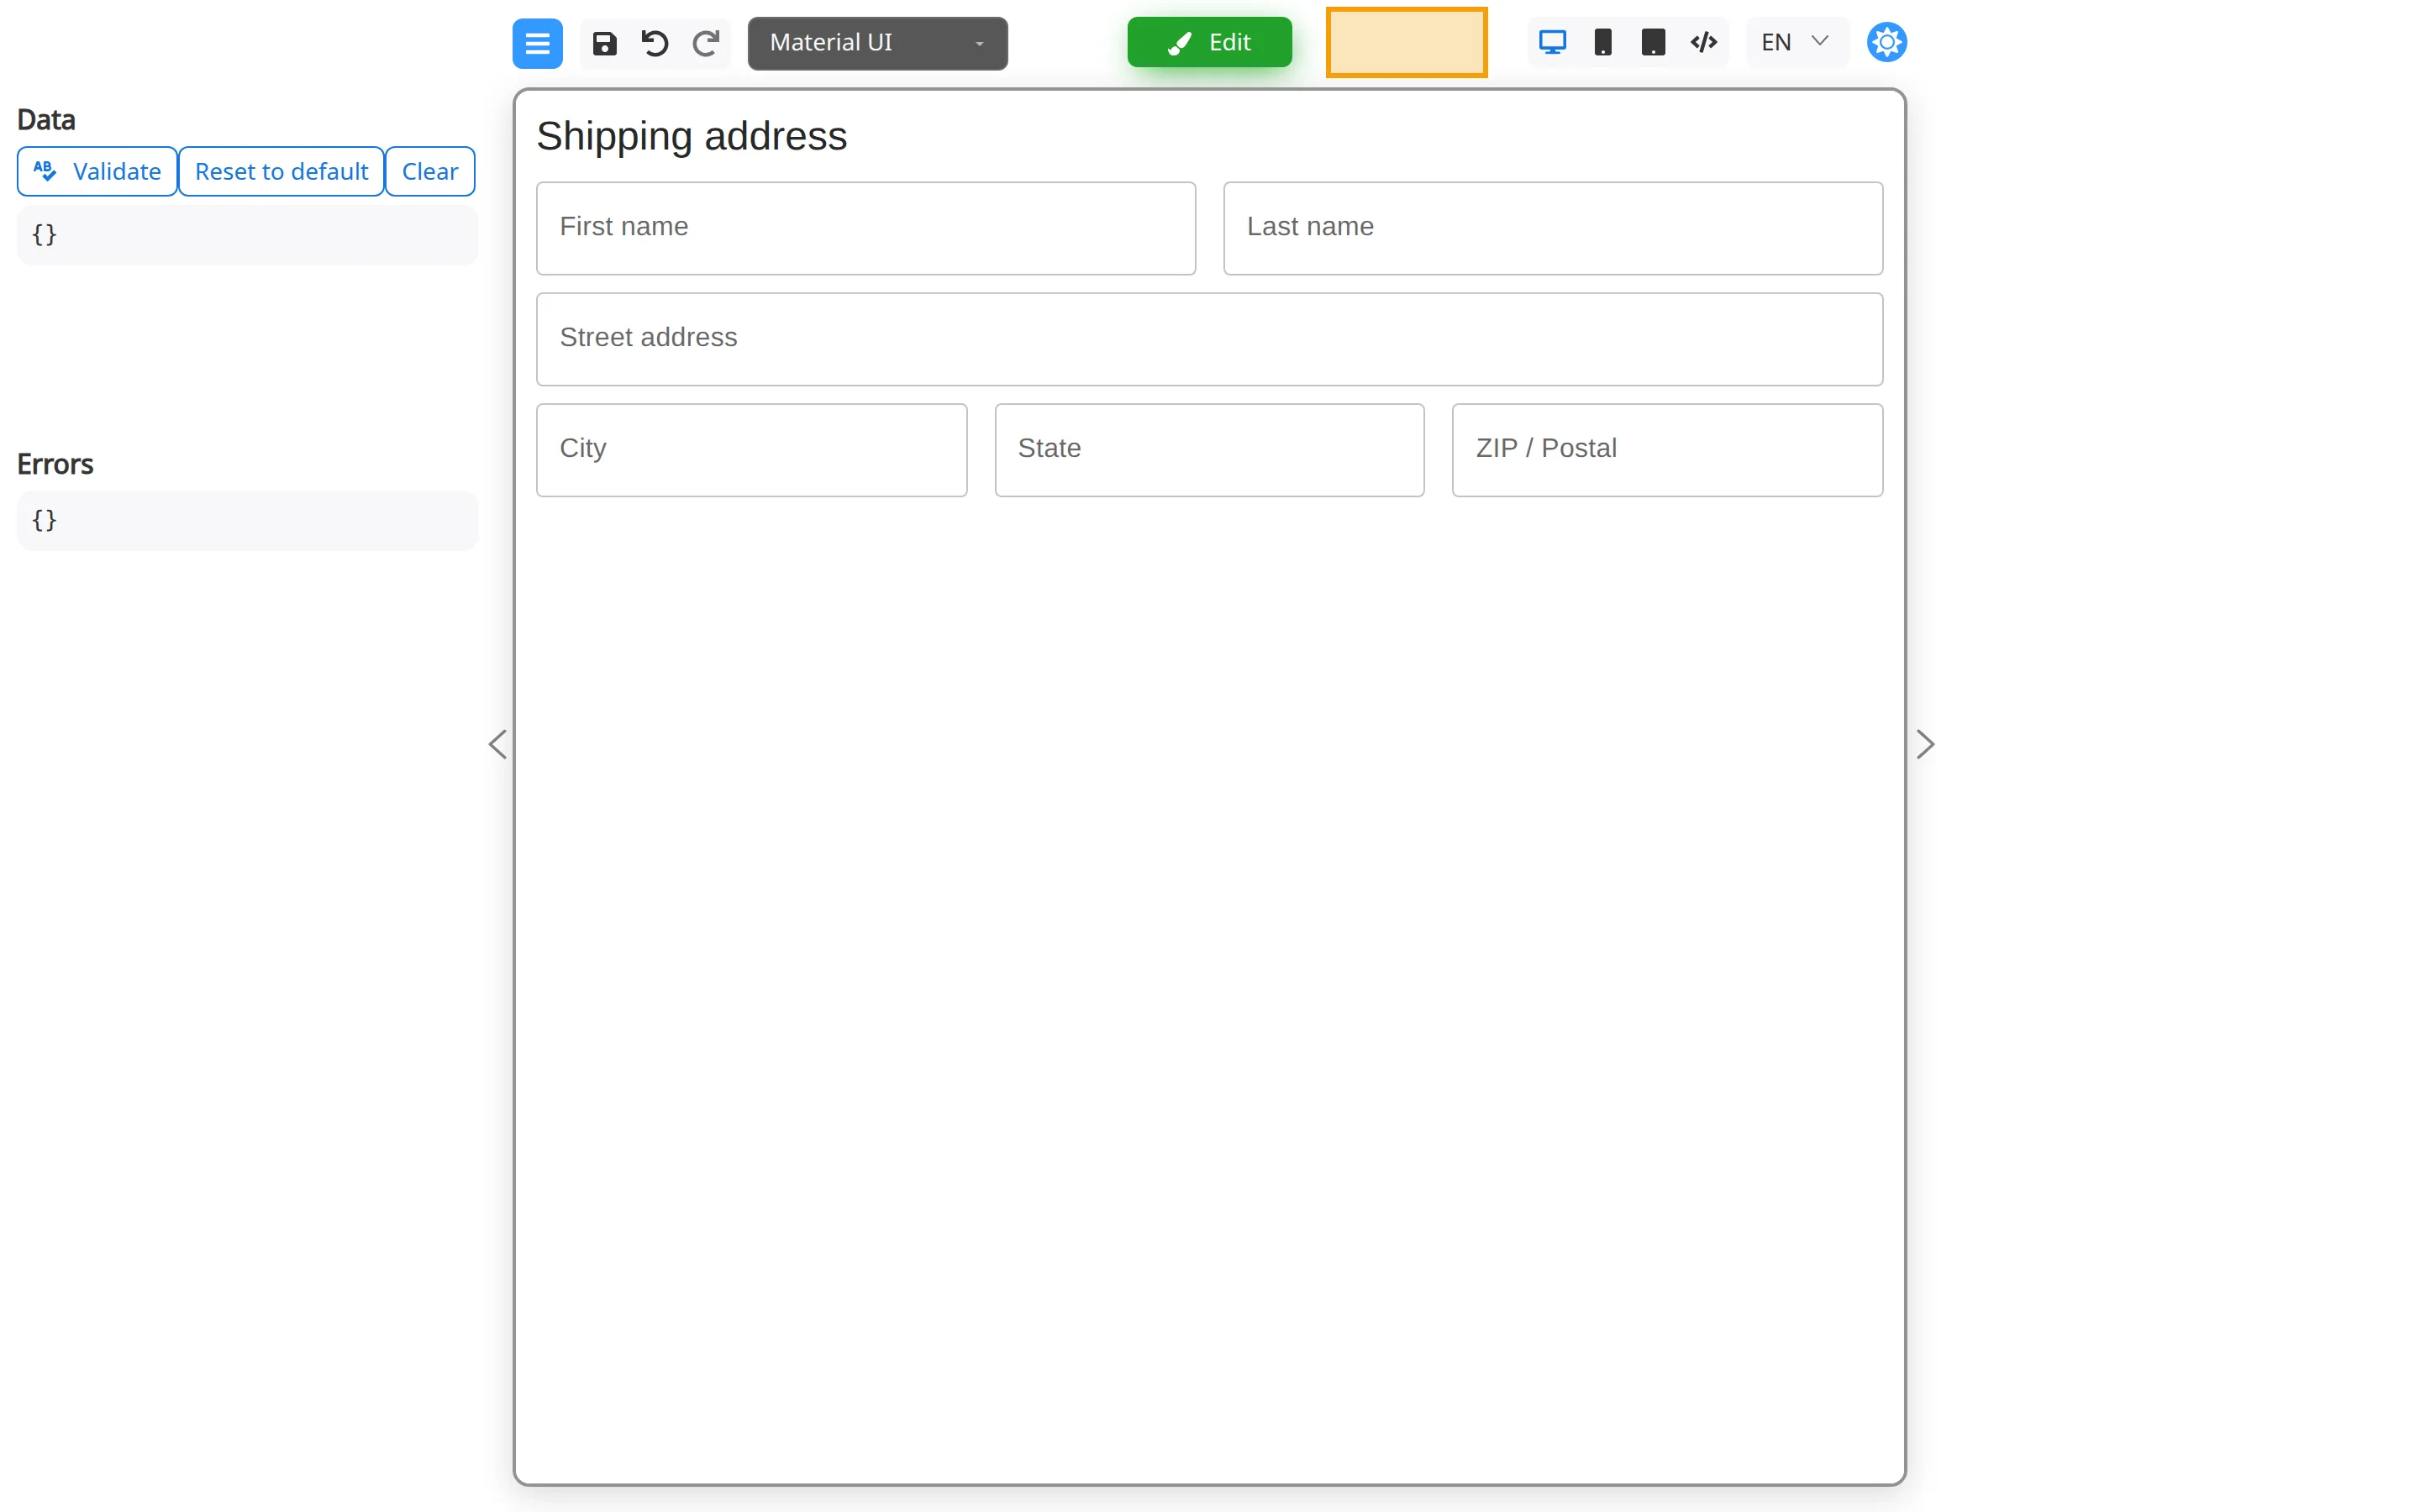 Material UI
Edit
EN
Data
AB Validate
Reset to default
Clear
{}
Errors
{}
Shipping address
First name
Last name
Street address
City
State
ZIP / Postal